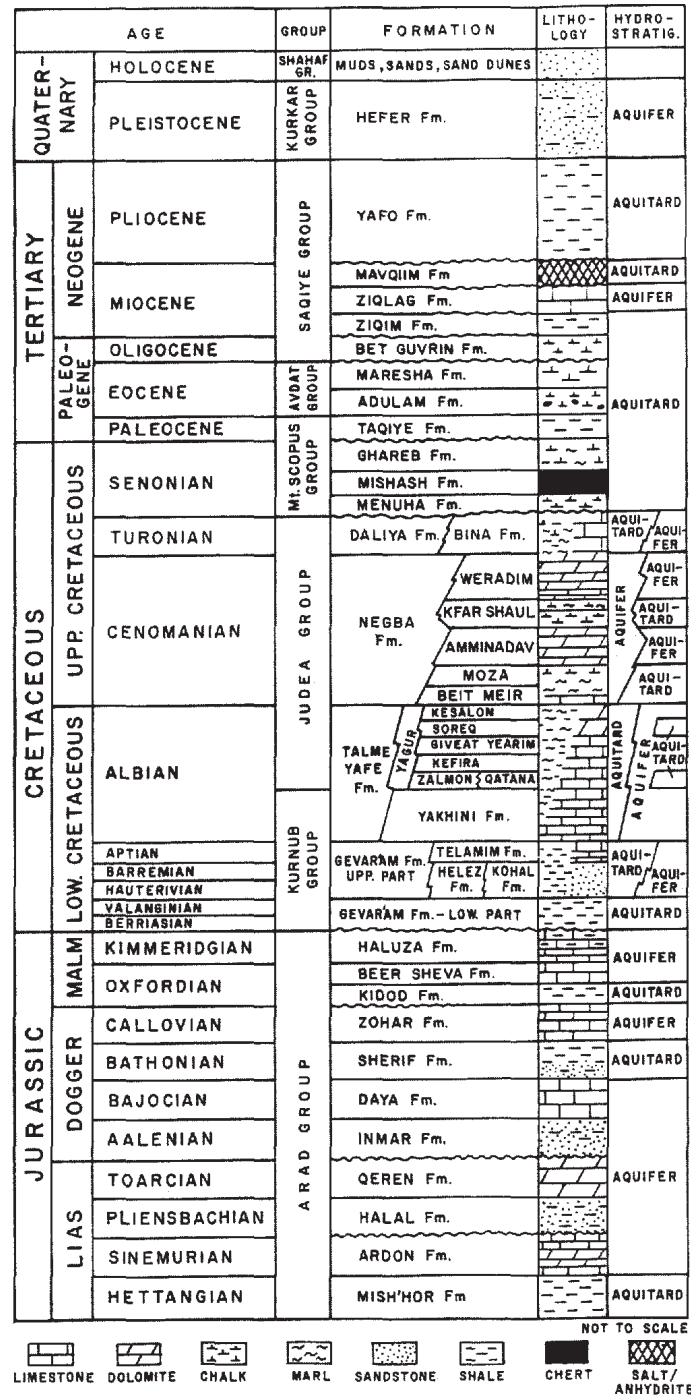 AGE GROUP FORMATION LITHO-LOGY HYDRO-STRATIG.
QUATER-NARY
HOLOCENE SHAHAF GR. MUDS, SANDS, SAND DUNES
PLEISTOCENE KURKAR GROUP HEFER Fm. AQUIFER
TERTIARY
NEOGENE
SAQIYE GROUP
PLIOCENE YAFO Fm. AQUITARD
MAVQIIM Fm AQUITARD
MIOCENE ZIQLAG Fm. AQUIFER
ZIQIM Fm.
PALEO-GENE
OLIGOCENE BET GUVRIN Fm.
EOCENE AVDAT GROUP MARESHA Fm.
ADULAM Fm. AQUITARD
PALEOCENE TAQIYE Fm.
Mt. SCOPUS GROUP
CRETACEOUS
UPP. CRETACEOUS
GHAREB Fm.
SENONIAN MISHASH Fm.
MENUHA Fm.
JUDEA GROUP
TURONIAN DALIYA Fm. BINA Fm. AQUI-TARD AQUI-FER
CENOMANIAN NEGBA Fm. AQUIFER
WERADIM AQUI-FER
KFAR SHAUL AQUI-TARD
AMMINADAV AQUI-FER
MOZA AQUI-TARD
BEIT MEIR
LOW. CRETACEOUS
ALBIAN TALME YAFE Fm. YAGUR AQUITARD AQUIFER
KESALON
SOREQ
GIVEAT YEARIM AQUI-TARD
KEFIRA
ZALMON QATANA
YAKHINI Fm.
KURNUB GROUP
APTIAN GEVARAM Fm. UPP. PART TELAMIM Fm. AQUI-TARD
BARREMIAN HELEZ Fm. KOHAL Fm. AQUI-FER
HAUTERIVIAN
VALANGINIAN GEVARAM Fm.-LOW. PART AQUITARD
BERRIASIAN
JURASSIC
MALM
ARAD GROUP
KIMMERIDGIAN HALUZA Fm. AQUIFER
BEER SHEVA Fm.
OXFORDIAN KIDOD Fm. AQUITARD
DOGGER
CALLOVIAN ZOHAR Fm. AQUIFER
BATHONIAN SHERIF Fm. AQUITARD
BAJOCIAN DAYA Fm.
AALENIAN INMAR Fm.
LIAS
TOARCIAN QEREN Fm. AQUIFER
PLIENSBACHIAN HALAL Fm.
SINEMURIAN ARDON Fm.
HETTANGIAN MISH'HOR Fm AQUITARD
NOT TO SCALE
LIMESTONE DOLOMITE CHALK MARL SANDSTONE SHALE CHERT SALT/ANHYDRITE